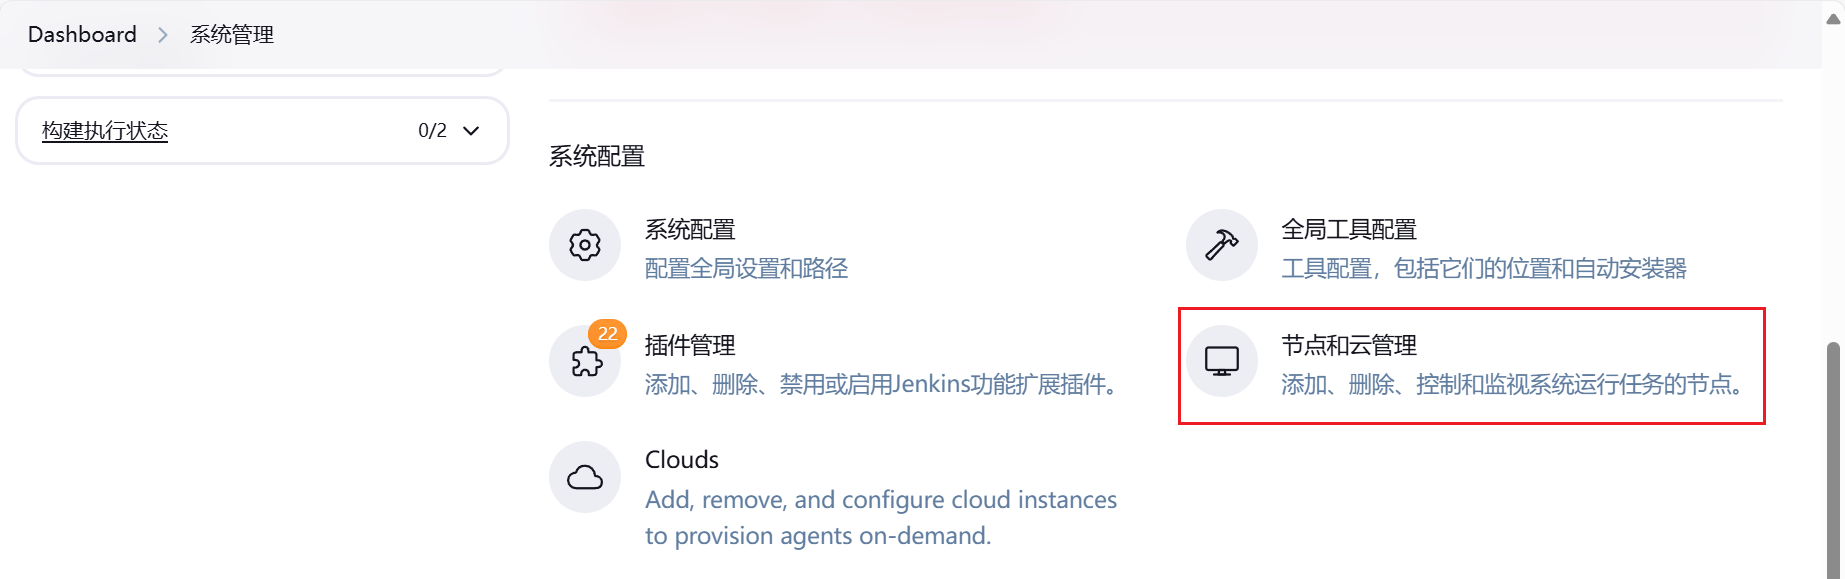 Dashboard > 系统管理
构建执行状态 0/2
系统配置
系统配置
配置全局设置和路径
全局工具配置
工具配置，包括它们的位置和自动安装器
22
插件管理
添加、删除、禁用或启用Jenkins功能扩展插件。
节点和云管理
添加、删除、控制和监视系统运行任务的节点。
Clouds
Add, remove, and configure cloud instances
to provision agents on-demand.